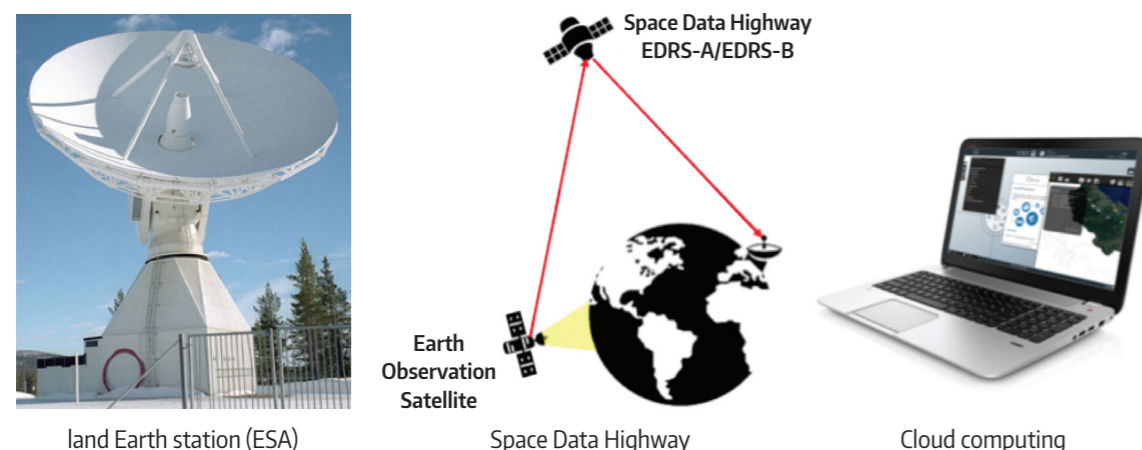 Space Data Highway
EDRS-A/EDRS-B
Earth
Observation
Satellite
land Earth station (ESA)
Space Data Highway
Cloud computing